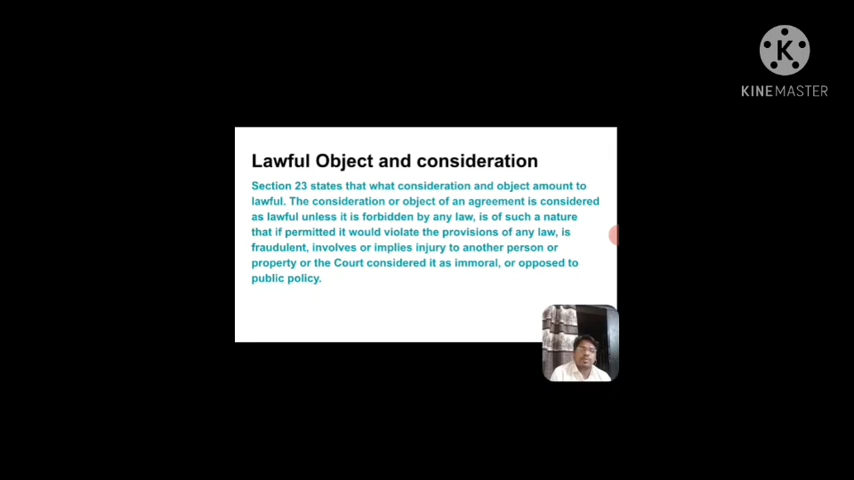 KINEMASTER
Lawful Object and consideration
Section 23 states that what consideration and object amount to
lawful. The consideration or object of an agreement is considered
as lawful unless it is forbidden by any law, is of such a nature
that if permitted it would violate the provisions of any law, is
fraudulent, involves or implies injury to another person or
property or the Court considered it as immoral, or opposed to
public policy.